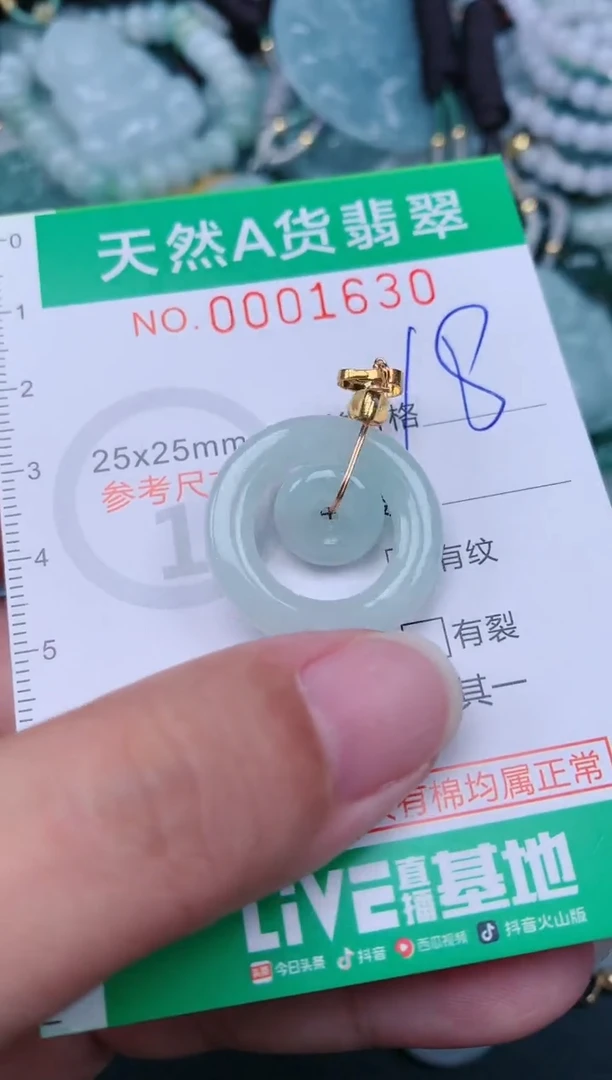 天然A货翡翠
NO.0001630
0
1
2
3
4
5
格 18
25x25mm
参考尺
1
有纹
有裂
其一
有棉均属正常
LiVE直播基地
今日头条 抖音 西瓜视频 抖音火山版